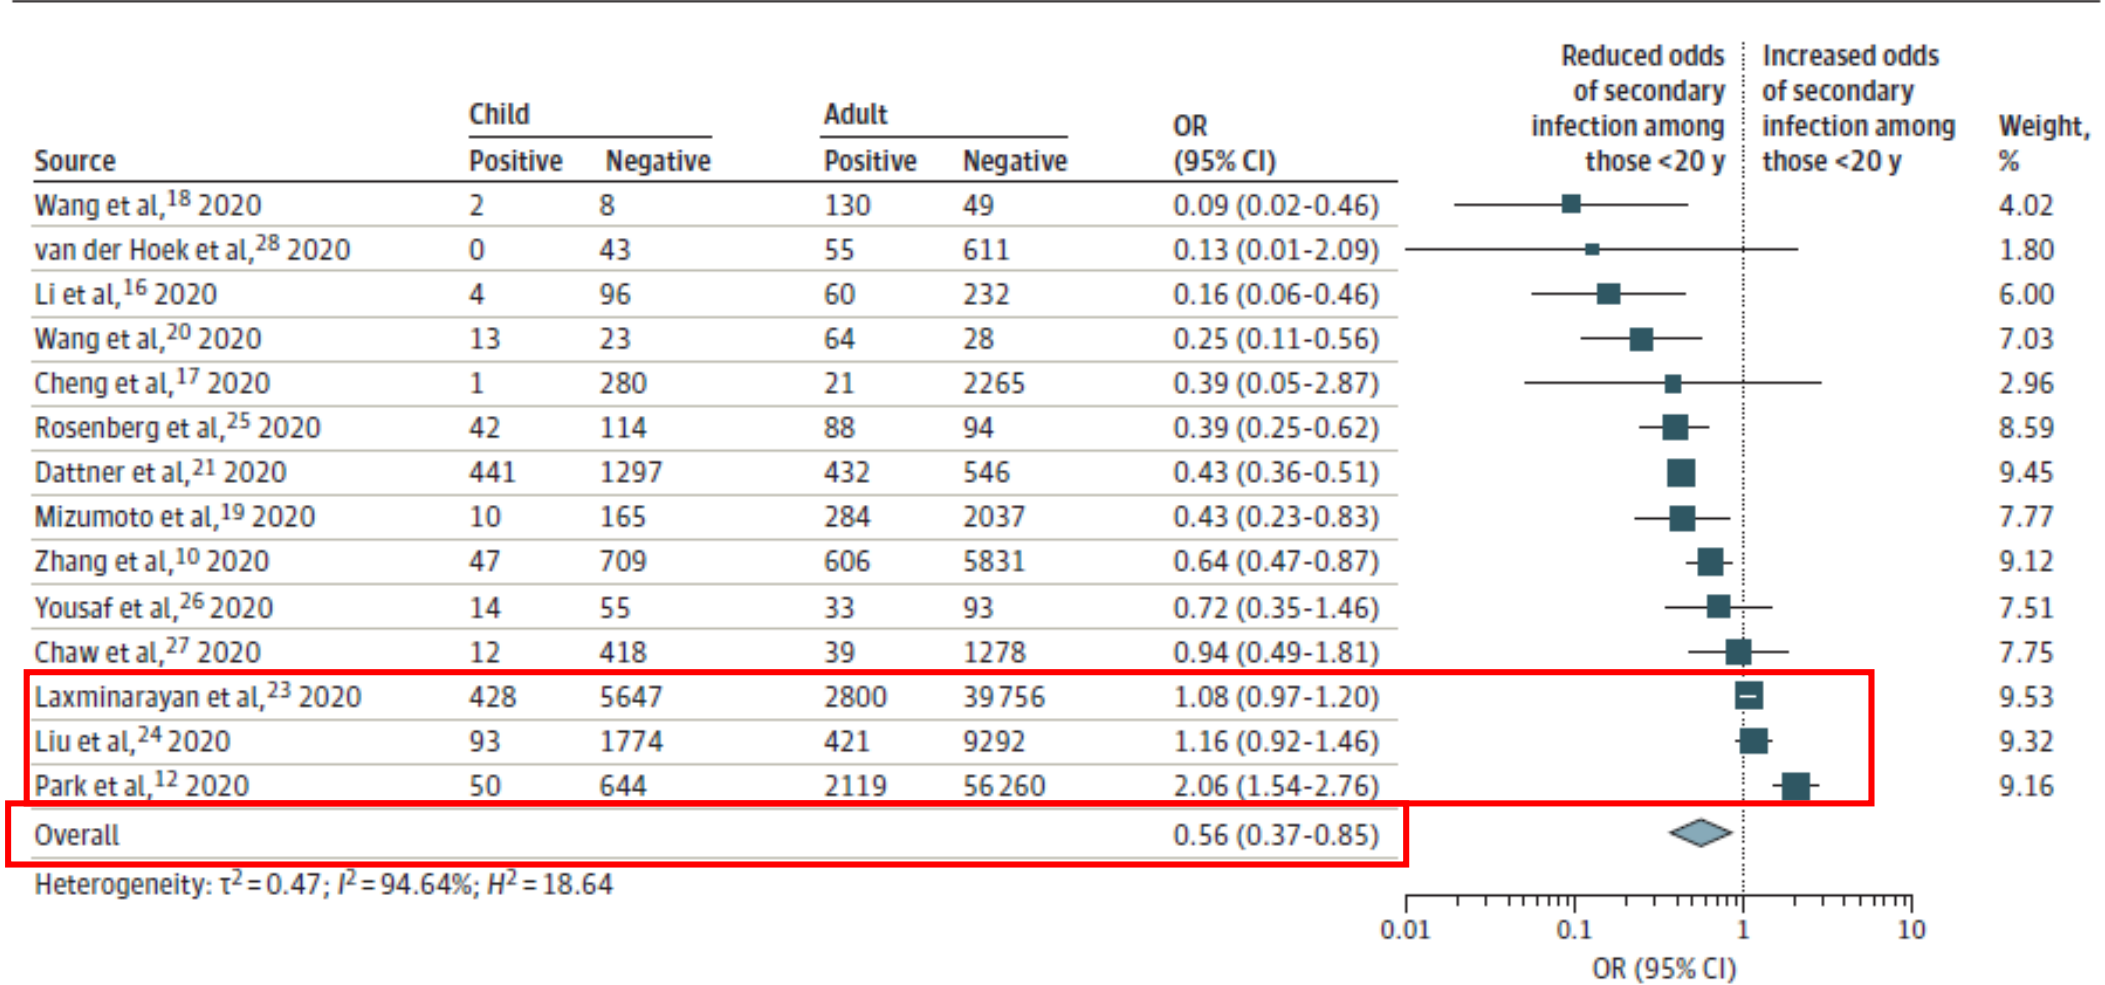 Reduced odds of secondary infection among those <20 y
Increased odds of secondary infection among those <20 y
Child Adult
Source Positive Negative Positive Negative OR (95% CI) Weight, %
Wang et al,18 2020 2 8 130 49 0.09 (0.02-0.46) 4.02
van der Hoek et al,28 2020 0 43 55 611 0.13 (0.01-2.09) 1.80
Li et al,16 2020 4 96 60 232 0.16 (0.06-0.46) 6.00
Wang et al,20 2020 13 23 64 28 0.25 (0.11-0.56) 7.03
Cheng et al,17 2020 1 280 21 2265 0.39 (0.05-2.87) 2.96
Rosenberg et al,25 2020 42 114 88 94 0.39 (0.25-0.62) 8.59
Dattner et al,21 2020 441 1297 432 546 0.43 (0.36-0.51) 9.45
Mizumoto et al,19 2020 10 165 284 2037 0.43 (0.23-0.83) 7.77
Zhang et al,10 2020 47 709 606 5831 0.64 (0.47-0.87) 9.12
Yousaf et al,26 2020 14 55 33 93 0.72 (0.35-1.46) 7.51
Chaw et al,27 2020 12 418 39 1278 0.94 (0.49-1.81) 7.75
Laxminarayan et al,23 2020 428 5647 2800 39756 1.08 (0.97-1.20) 9.53
Liu et al,24 2020 93 1774 421 9292 1.16 (0.92-1.46) 9.32
Park et al,12 2020 50 644 2119 56260 2.06 (1.54-2.76) 9.16
Overall 0.56 (0.37-0.85)
Heterogeneity: τ2 = 0.47; I2 = 94.64%; H2 = 18.64
0.01 0.1 1 10
OR (95% CI)